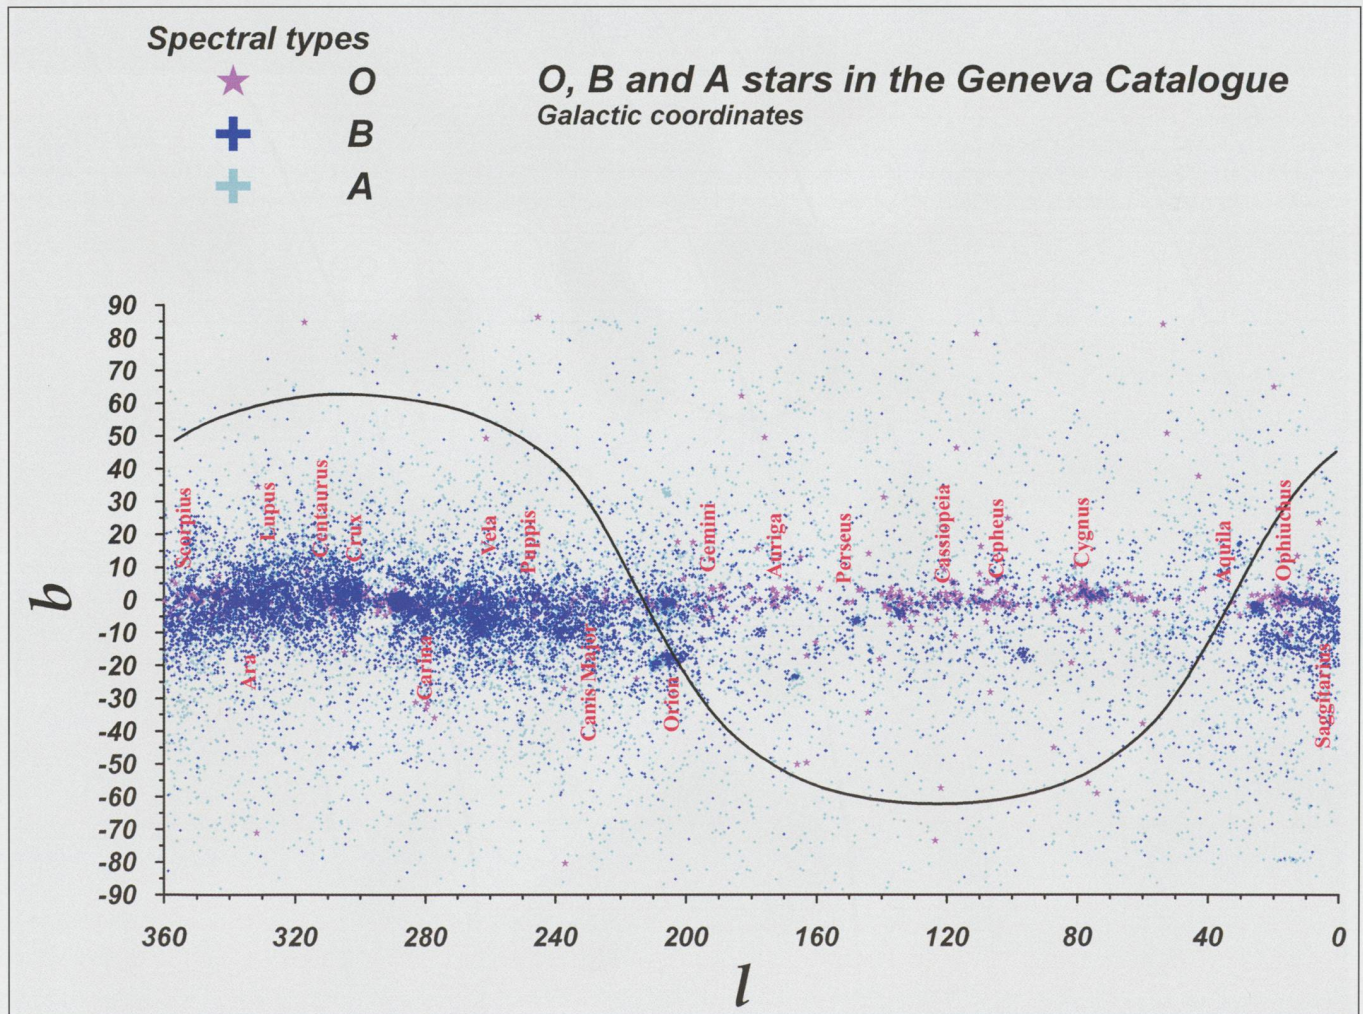 Spectral types
O
B
A
O, B and A stars in the Geneva Catalogue
Galactic coordinates
90
80
70
60
50
40
30
20
10
0
-10
-20
-30
-40
-50
-60
-70
-80
-90
b
Scorpius
Lupus
Centaurus
Crux
Vela
Puppis
Gemini
Auriga
Perseus
Cassiopeia
Cepheus
Cygnus
Aquila
Ophiuchus
Ara
Carina
Canis Major
Orion
Saggitarius
360 320 280 240 200 160 120 80 40 0
l